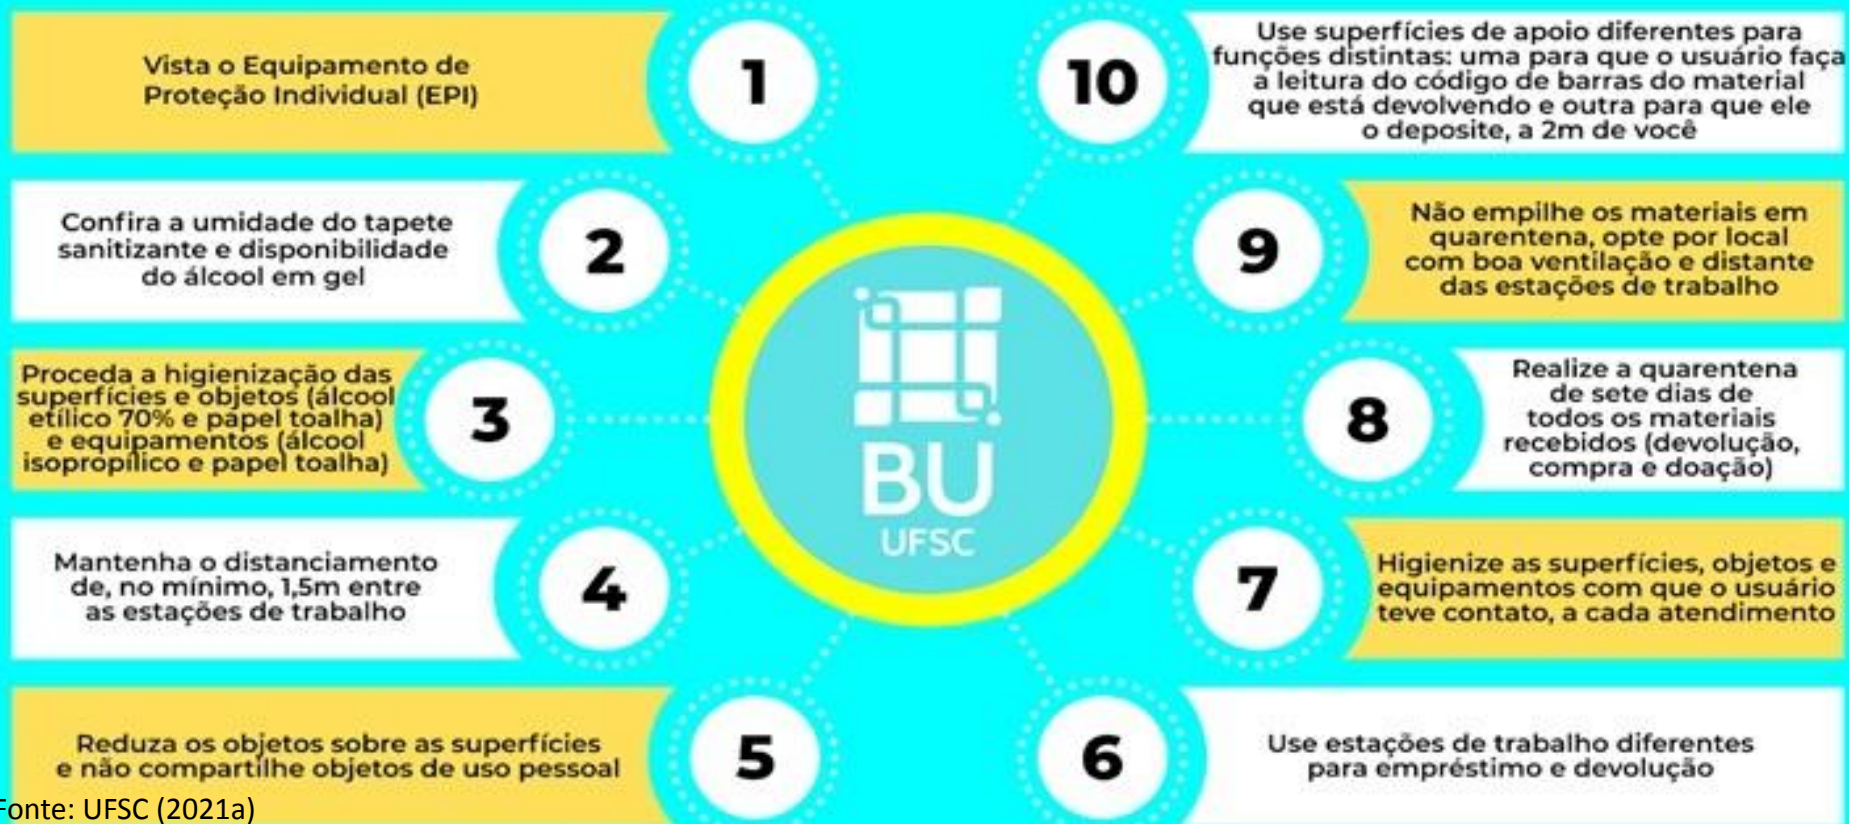 Vista o Equipamento de
Proteção Individual (EPI)
1
Confira a umidade do tapete
sanitizante e disponibilidade
do álcool em gel
2
Proceda a higienização das
superfícies e objetos (álcool
etílico 70% e papel toalha)
e equipamentos (álcool
isopropílico e papel toalha)
3
Mantenha o distanciamento
de, no mínimo, 1,5m entre
as estações de trabalho
4
Reduza os objetos sobre as superfícies
e não compartilhe objetos de uso pessoal
5
BU
UFSC
6
Use estações de trabalho diferentes
para empréstimo e devolução
7
Higienize as superfícies, objetos e
equipamentos com que o usuário
teve contato, a cada atendimento
8
Realize a quarentena
de sete dias de
todos os materiais
recebidos (devolução,
compra e doação)
9
Não empilhe os materiais em
quarentena, opte por local
com boa ventilação e distante
das estações de trabalho
10
Use superfícies de apoio diferentes para
funções distintas: uma para que o usuário faça
a leitura do código de barras do material
que está devolvendo e outra para que ele
o deposite, a 2m de você
Fonte: UFSC (2021a)